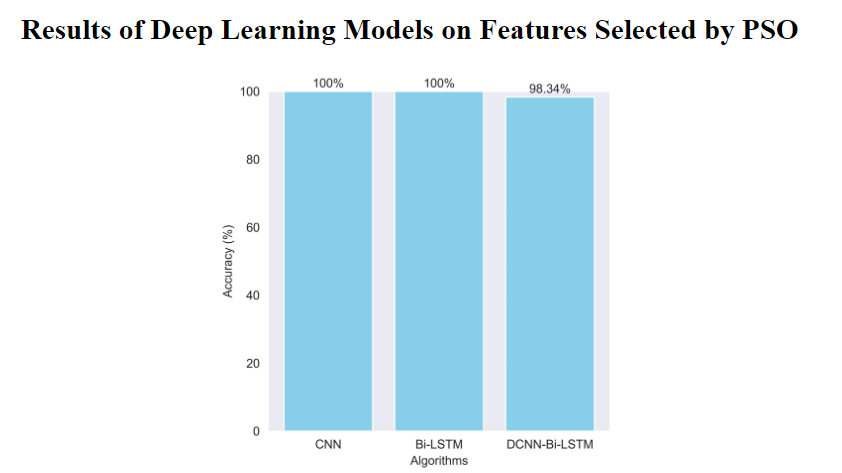 Results of Deep Learning Models on Features Selected by PSO
100% 100% 98.34%
100
80
60
40
20
0
Accuracy (%)
CNN Bi-LSTM DCNN-Bi-LSTM
Algorithms